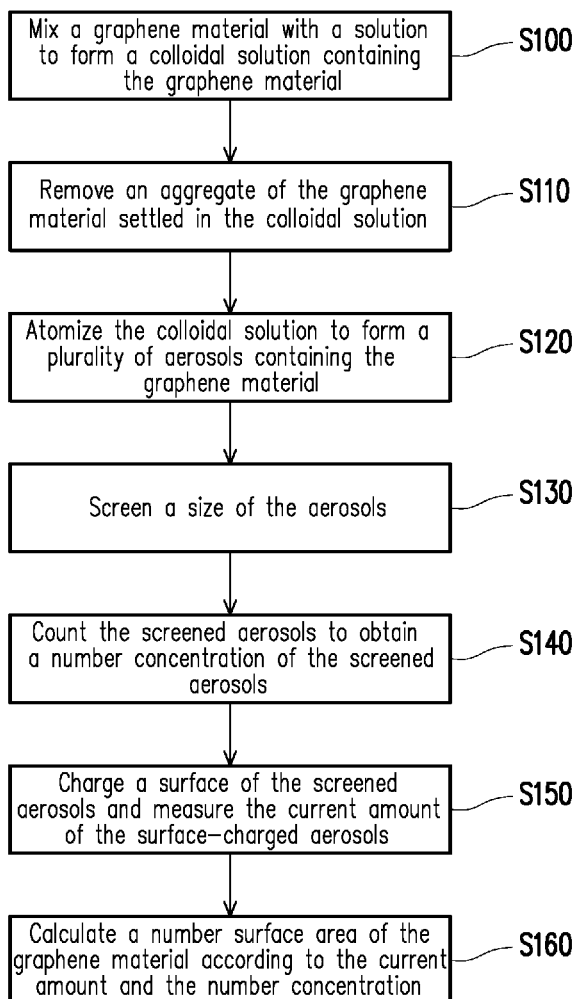 Mix a graphene material with a solution
to form a colloidal solution containing
the graphene material
S100
Remove an aggregate of the graphene
material settled in the colloidal solution
S110
Atomize the colloidal solution to form a
plurality of aerosols containing the
graphene material
S120
Screen a size of the aerosols
S130
Count the screened aerosols to obtain
a number concentration of the screened
aerosols
S140
Charge a surface of the screened
aerosols and measure the current amount
of the surface-charged aerosols
S150
Calculate a number surface area of the
graphene material according to the current
amount and the number concentration
S160